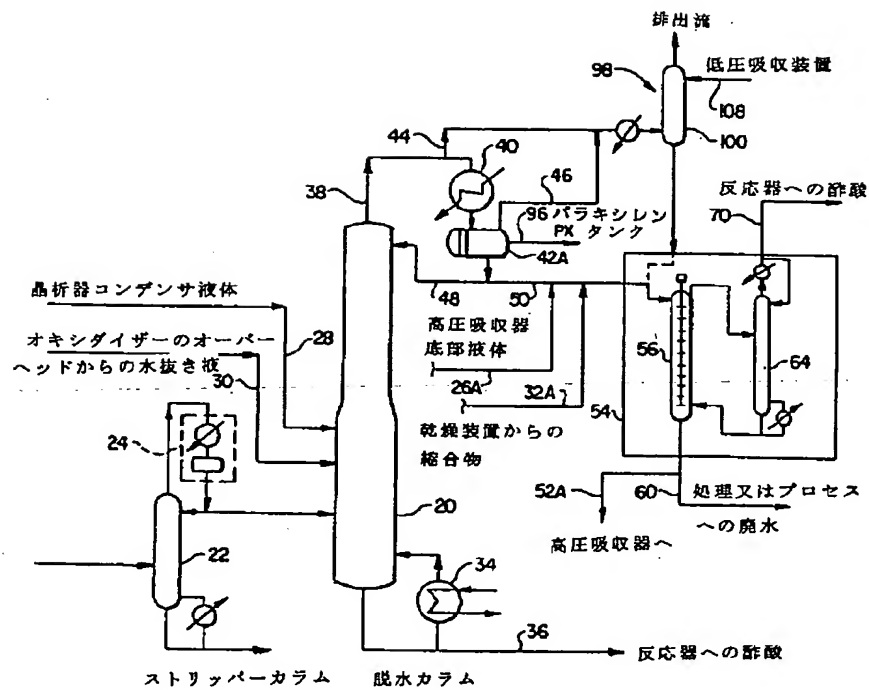 排出流
98
低圧吸収装置
108
100
44
40
38
46
反応器への酢酸
70
96 パラキシレン
PX タンク
42A
晶析器コンデンサ液体
48
50
28
高圧吸収器
底部液体
56
64
オキシダイザーのオーバー
ヘッドからの水抜き液
30
26A
32A
54
24
乾燥装置からの
縮合物
52A
60
処理又はプロセス
への廃水
20
高圧吸収器へ
22
34
36
反応器への酢酸
ストリッパーカラム
脱水カラム